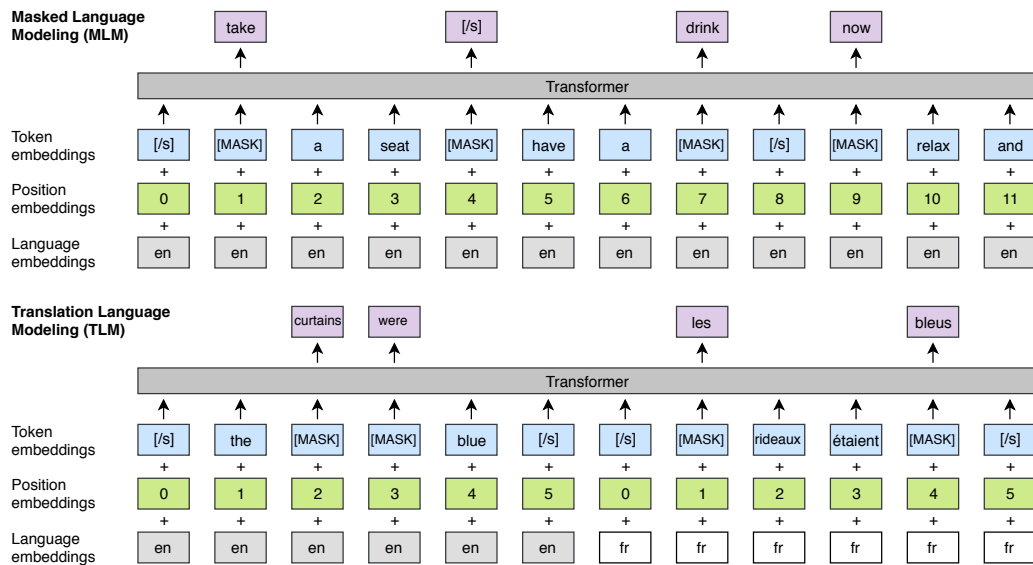 Masked Language
Modeling (MLM)
take [/s] drink now
Transformer
Token
embeddings
[/s] [MASK] a seat [MASK] have a [MASK] [/s] [MASK] relax and
+ + + + + + + + + + + +
Position
embeddings
0 1 2 3 4 5 6 7 8 9 10 11
+ + + + + + + + + + + +
Language
embeddings
en en en en en en en en en en en en
Translation Language
Modeling (TLM)
curtains were les bleus
Transformer
Token
embeddings
[/s] the [MASK] [MASK] blue [/s] [/s] [MASK] rideaux étaient [MASK] [/s]
+ + + + + + + + + + + +
Position
embeddings
0 1 2 3 4 5 0 1 2 3 4 5
+ + + + + + + + + + + +
Language
embeddings
en en en en en en fr fr fr fr fr fr